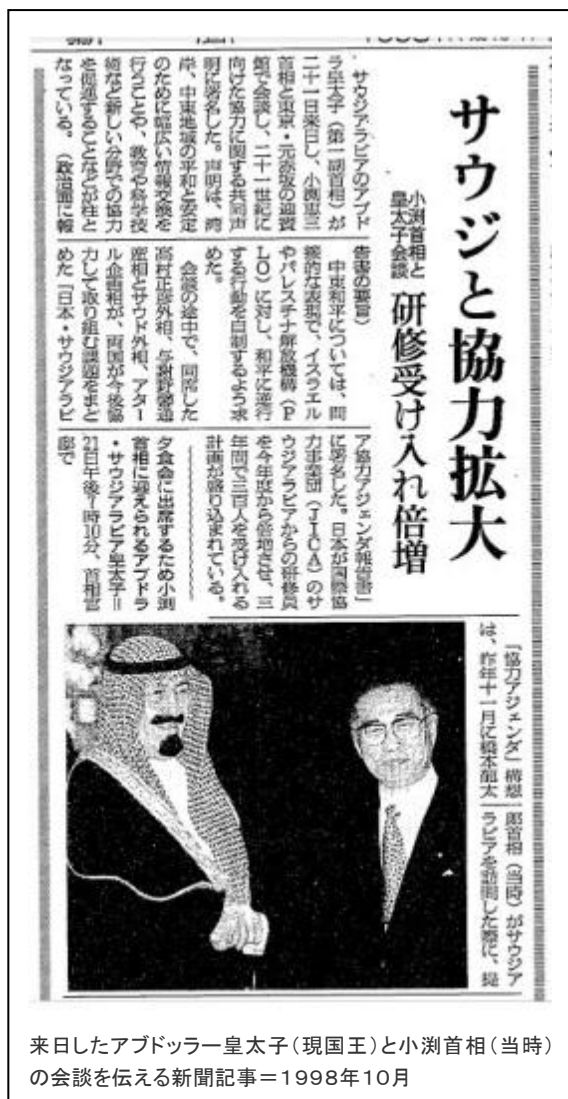 サウジと協力拡大
小渕首相と
皇太子会談
研修受け入れ倍増
サウジアラビアのアブド
ラ皇太子(第一副首相)が
二十一日来日し、小渕恵三
首相と東京・元赤坂の迎賓
館で会談し、二十一世紀に
向けた協力に関する共同声
明に署名した。声明は、湾
岸、中東地域の平和と安定
のために幅広い情報交換を
行うことや、教育や科学技
術など新しい分野での協力
を促進することなどが柱と
なっている。(政治面に報
告書の要旨)
中東和平については、間
接的な表現で、イスラエル
やパレスチナ解放機構(P
LO)に対し、和平に逆行
する行動を自制するよう求
めた。
会談の途中で、同席した
高村正彦外相、与謝野馨通
産相とサウド外相、アター
ル企画相が、両国が今後協
力して取り組む課題をまと
めた「日本・サウジアラビ
ア協力アジェンダ報告書」
に署名した。日本が国際協
力事業団(JICA)のサ
ウジアラビアからの研修員
を今年度から倍増させ、三
年間で三百人を受け入れる
計画が盛り込まれている。
夕食会に出席するため小渕
首相に迎えられるアブドラ
・サウジアラビア皇太子=
21日午後7時10分、首相官
邸で
「協力アジェンダ」構想
は、昨年十一月に橋本龍太
郎首相(当時)がサウジア
ラビアを訪問した際に、提
来日したアブドッラー皇太子(現国王)と小渕首相(当時)
の会談を伝える新聞記事=1998年10月